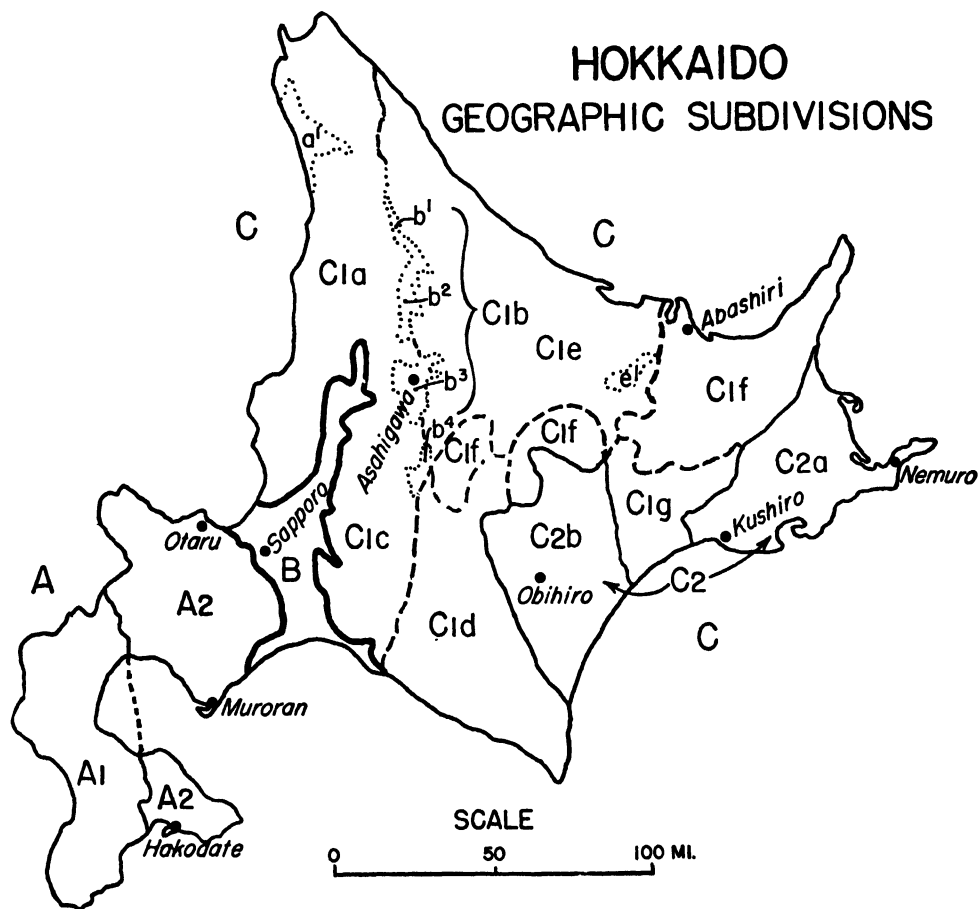 HOKKAIDO
GEOGRAPHIC SUBDIVISIONS
a¹
C
b¹
C
C1a
b²
C1b
Abashiri
C1e
e¹
C1f
b³
Asahigawa
b⁴
C1f
C1f
C2a
Nemuro
Otaru
Sapporo
C1c
C1g
Kushiro
B
C2b
A
A2
Obihiro
C2
C1d
C
Muroran
A1
A2
Hakodate
SCALE
0 50 100 MI.